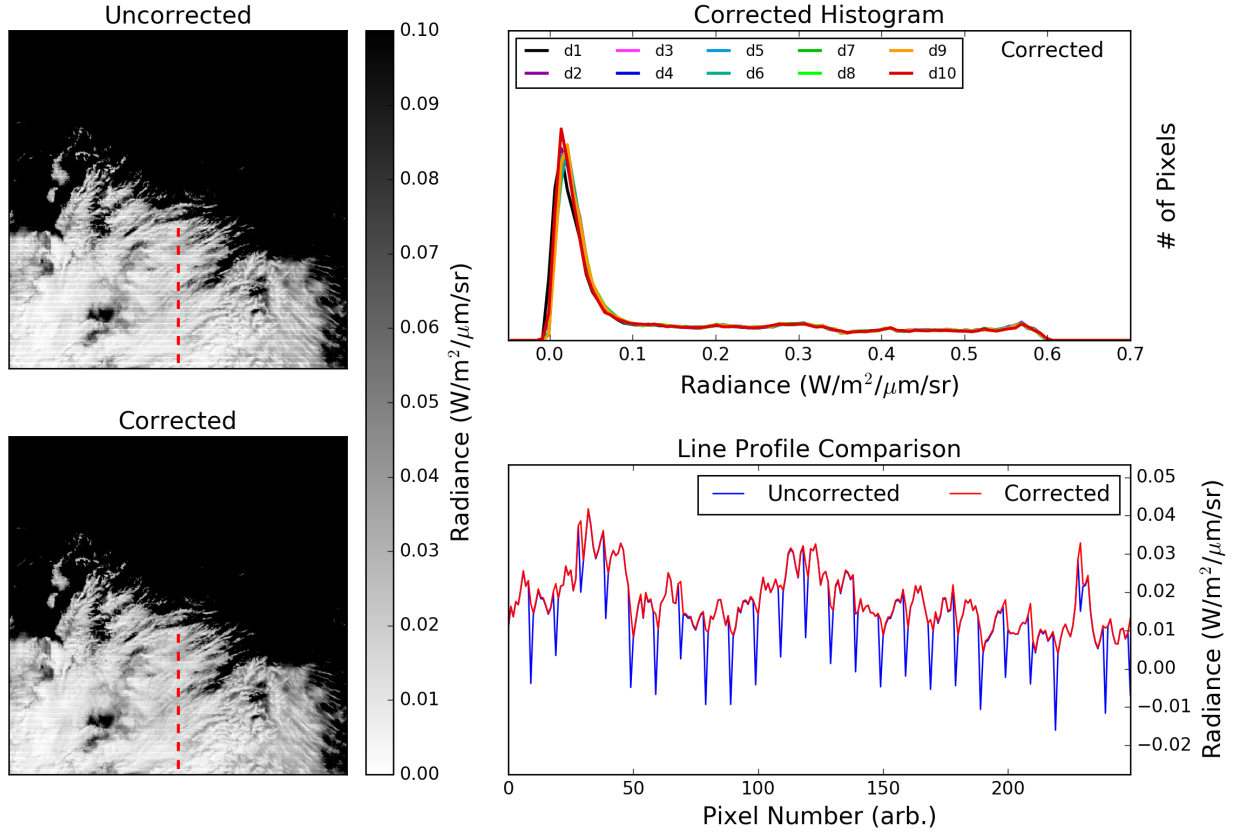 Uncorrected
0.10
0.09
0.08
0.07
0.06
0.05
0.04
0.03
0.02
0.01
0.00
Radiance (W/m²/μm/sr)
Corrected
Corrected Histogram
d1 d3 d5 d7 d9
d2 d4 d6 d8 d10
Corrected
# of Pixels
0.0 0.1 0.2 0.3 0.4 0.5 0.6 0.7
Radiance (W/m²/μm/sr)
Line Profile Comparison
Uncorrected Corrected
0.05
0.04
0.03
0.02
0.01
0.00
−0.01
−0.02
Radiance (W/m²/μm/sr)
0 50 100 150 200
Pixel Number (arb.)